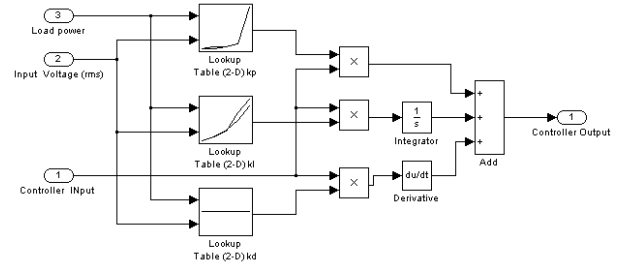 3
Load power
2
Input Voltage (rms)
Lookup
Table (2-D) kp
×
Lookup
Table (2-D) kI
×
1
s
Integrator
+
+
+
Add
1
Controller Output
1
Controller INput
×
du/dt
Derivative
Lookup
Table (2-D) kd